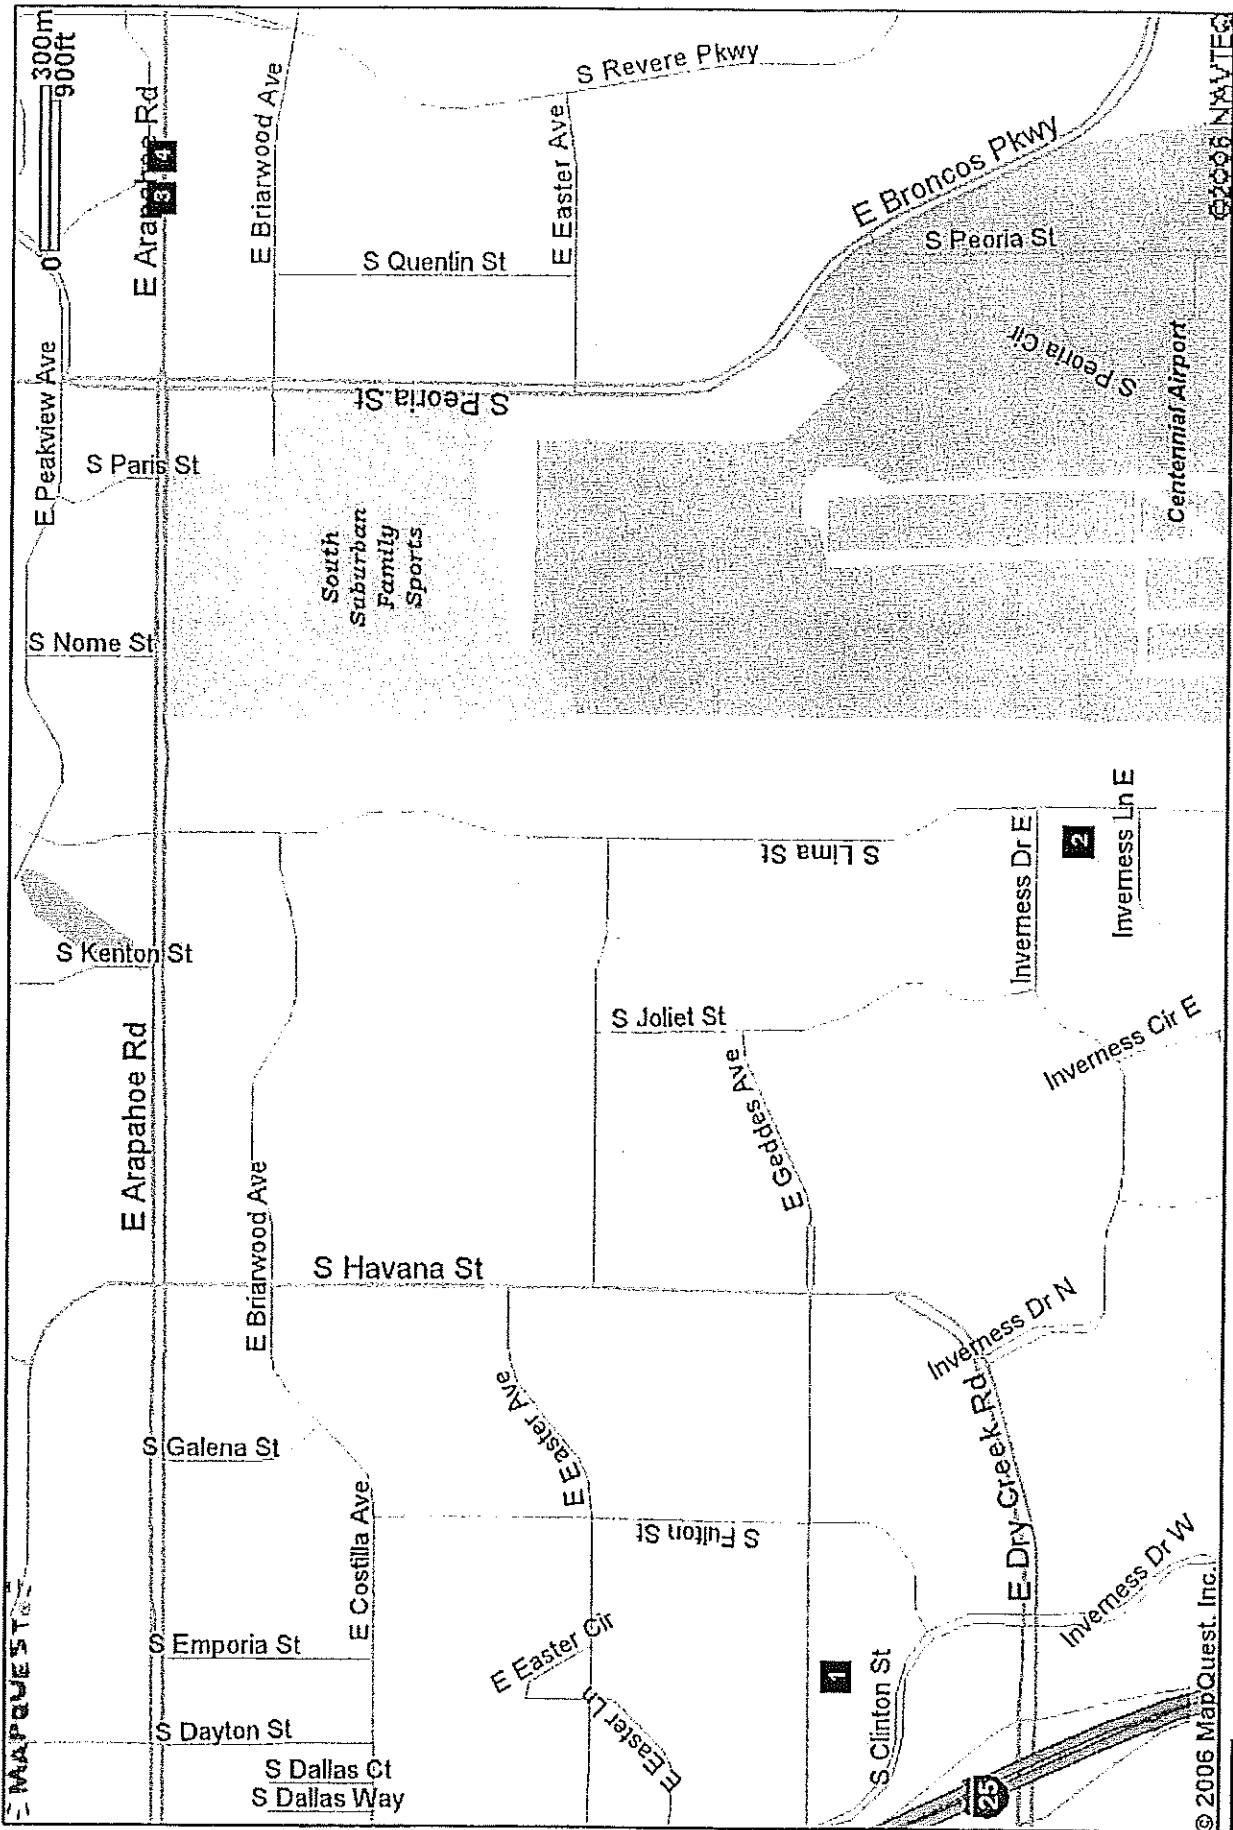 MAPQUEST
0
300m
900ft
E Peakview Ave
S Paris St
S Nome St
S Kenton St
E Arapahoe Rd
E Arapahoe Rd
3
4
E Briarwood Ave
E Briarwood Ave
S Revere Pkwy
E Easter Ave
S Quentin St
S Peoria St
E Broncos Pkwy
S Peoria St
S Peoria Cir
Centennial Airport
South
Suburban
Family
Sports
S Lima St
Inverness Dr E
2
Inverness Ln E
S Joliet St
Inverness Cir E
E Geddes Ave
S Havana St
Inverness Dr N
S Galena St
E Easter Ave
E Costilla Ave
S Fulton St
E Dry Creek Rd
Inverness Dr W
S Emporia St
E Easter Cir
E Easter Ln
1
S Clinton St
S Dayton St
S Dallas Ct
S Dallas Way
25
© 2006 MapQuest, Inc.
©2006 NAVTEQ